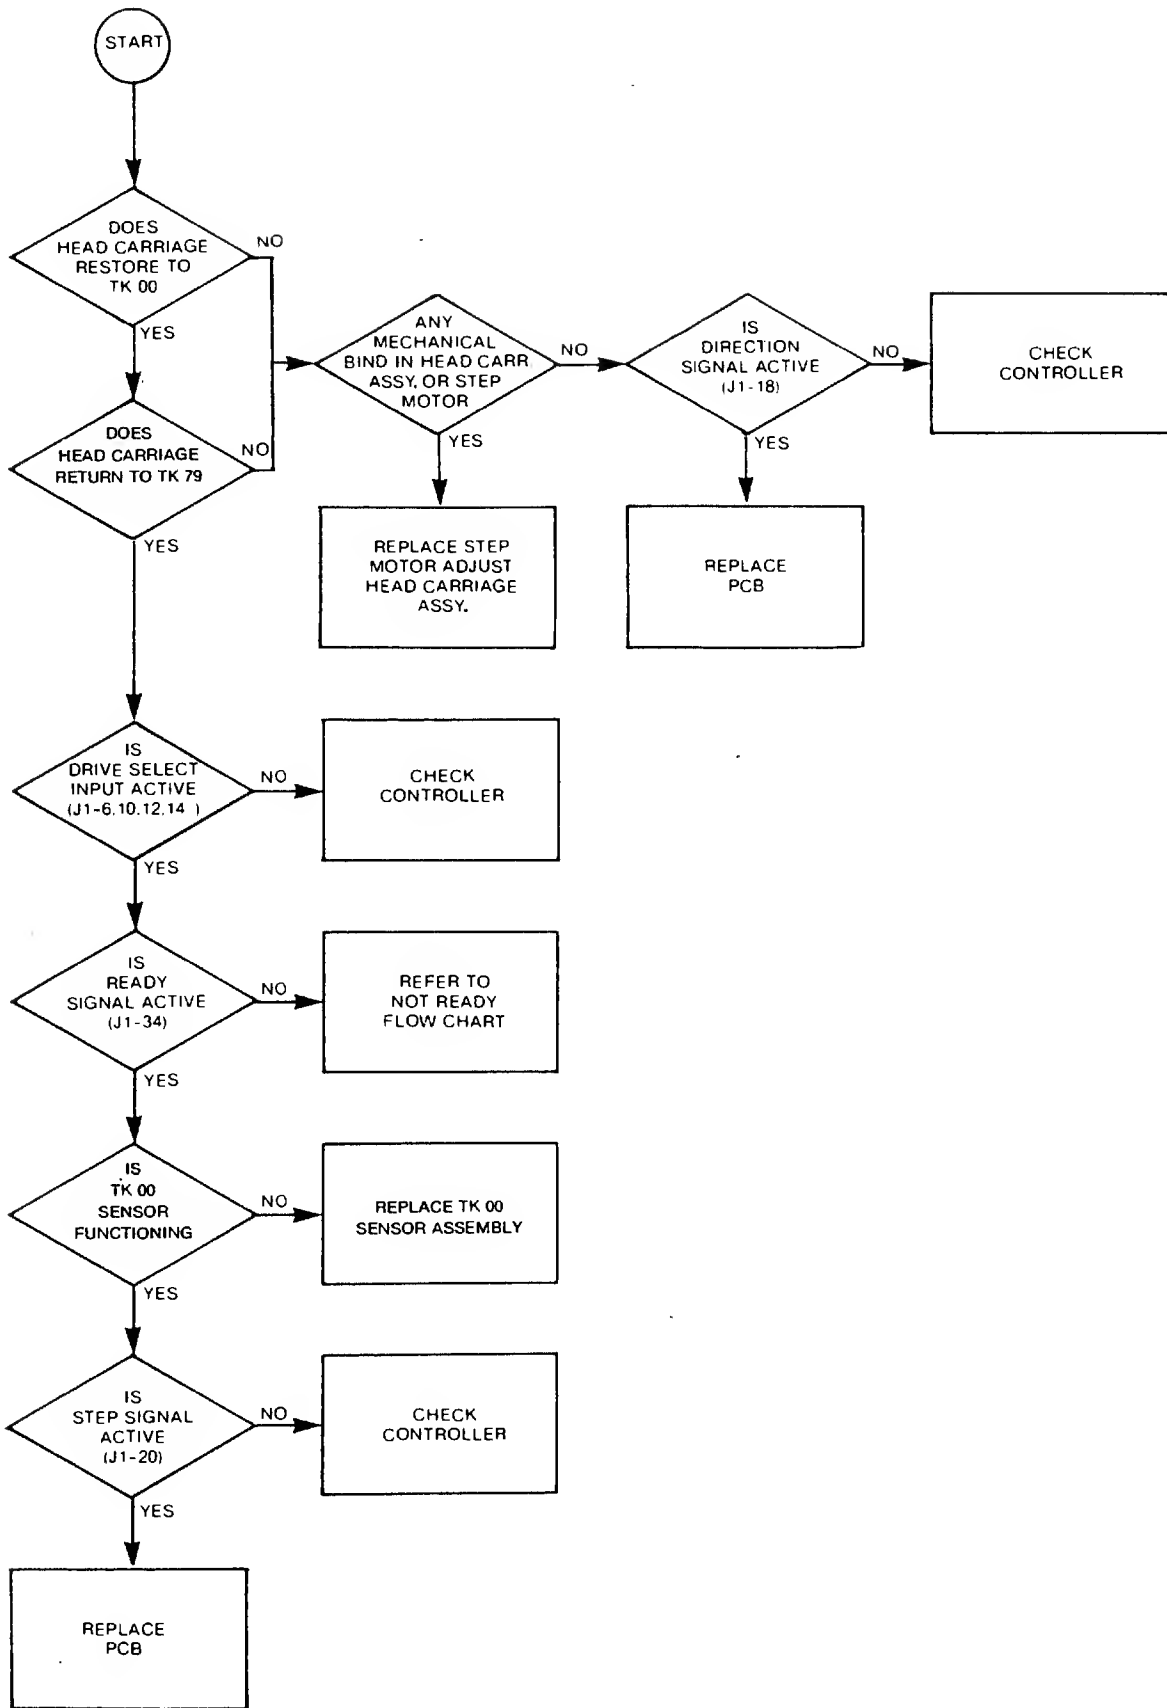 START
DOES
HEAD CARRIAGE
RESTORE TO
TK 00
NO
YES
DOES
HEAD CARRIAGE
RETURN TO TK 79
NO
YES
ANY
MECHANICAL
BIND IN HEAD CARR.
ASSY. OR STEP
MOTOR
NO
YES
IS
DIRECTION
SIGNAL ACTIVE
(J1-18)
NO
YES
CHECK
CONTROLLER
REPLACE STEP
MOTOR ADJUST
HEAD CARRIAGE
ASSY.
REPLACE
PCB
IS
DRIVE SELECT
INPUT ACTIVE
(J1-6,10,12,14 )
NO
YES
CHECK
CONTROLLER
IS
READY
SIGNAL ACTIVE
(J1-34)
NO
YES
REFER TO
NOT READY
FLOW CHART
IS
TK 00
SENSOR
FUNCTIONING
NO
YES
REPLACE TK 00
SENSOR ASSEMBLY
IS
STEP SIGNAL
ACTIVE
(J1-20)
NO
YES
CHECK
CONTROLLER
REPLACE
PCB